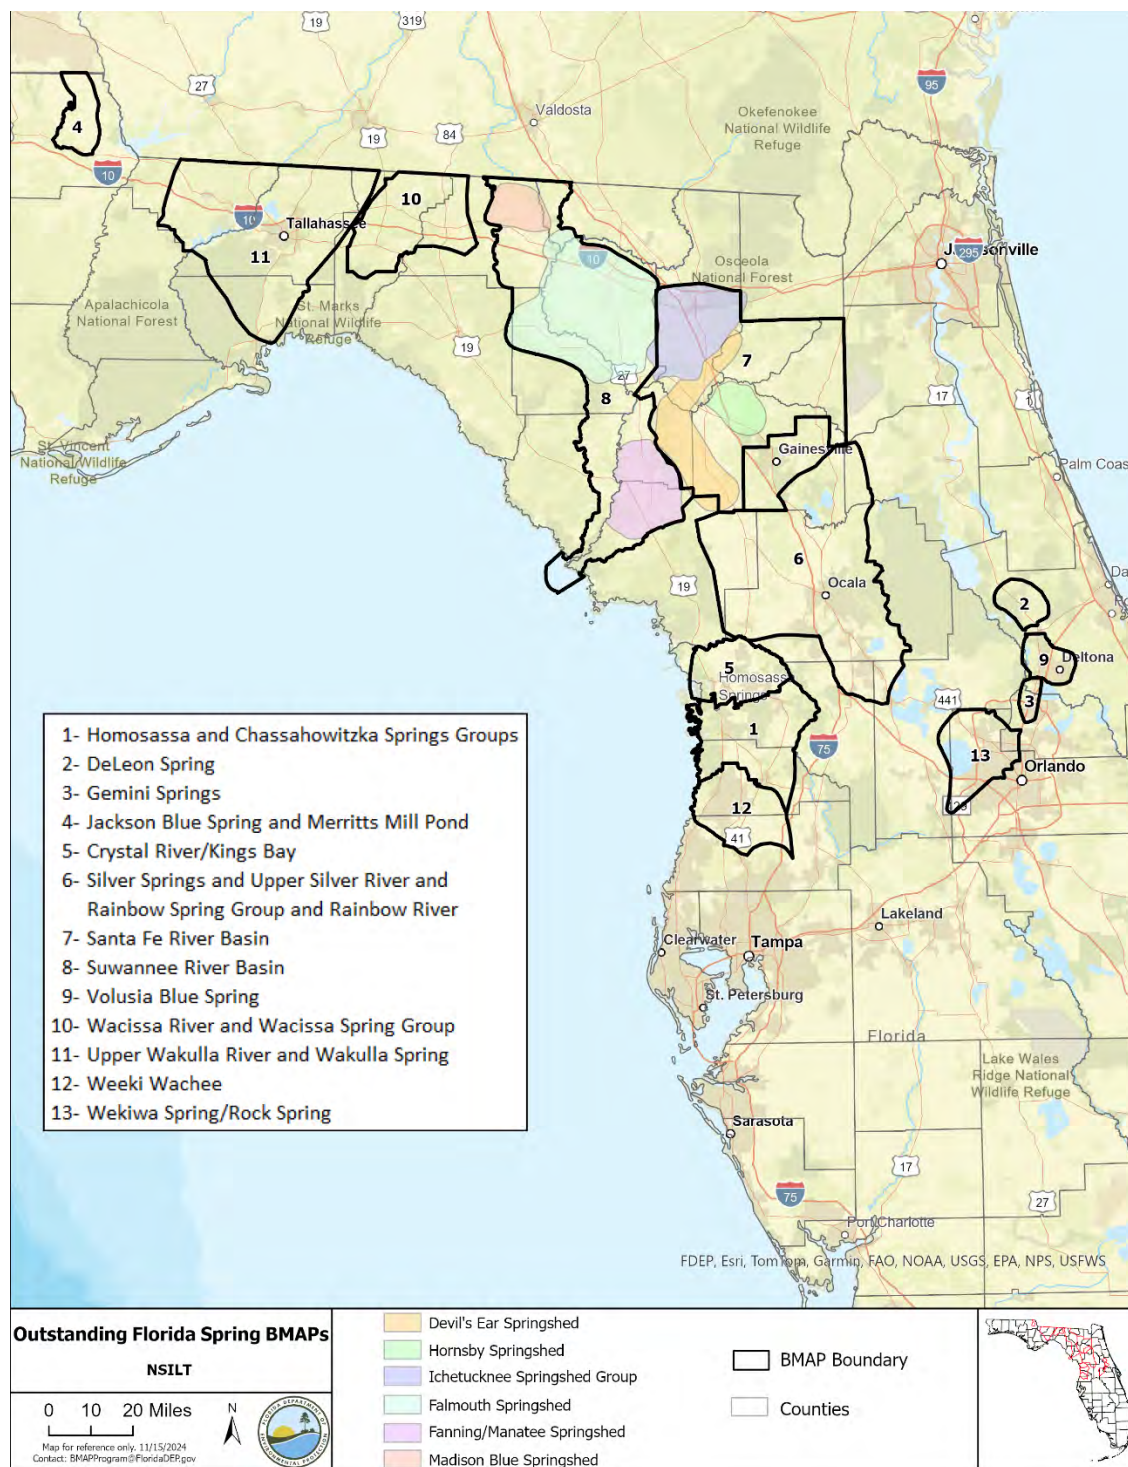 19
319
27
95
Valdosta
Okefenokee
National Wildlife
Refuge
4
84
19
10
10
Tallahassee
10
11
295
Osceola
National Forest
10
Apalachicola
National Forest
St. Marks
National Wildlife
Refuge
19
7
27
8
17
1
St. Vincent
National Wildlife
Refuge
Gainesville
Palm Coas
6
19
Ocala
2
9
Deltona
5
Homosassa
Springs
441
3
1
75
13
Orlando
12
41
1- Homosassa and Chassahowitzka Springs Groups
2- DeLeon Spring
3- Gemini Springs
4- Jackson Blue Spring and Merritts Mill Pond
5- Crystal River/Kings Bay
6- Silver Springs and Upper Silver River and
Rainbow Spring Group and Rainbow River
7- Santa Fe River Basin
8- Suwannee River Basin
9- Volusia Blue Spring
10- Wacissa River and Wacissa Spring Group
11- Upper Wakulla River and Wakulla Spring
12- Weeki Wachee
13- Wekiwa Spring/Rock Spring
Lakeland
Clearwater
Tampa
St. Petersburg
Florida
Lake Wales
Ridge National
Wildlife Refuge
Sarasota
17
75
27
Port Charlotte
FDEP, Esri, TomTom, Garmin, FAO, NOAA, USGS, EPA, NPS, USFWS
Outstanding Florida Spring BMAPs
NSILT
0 10 20 Miles
N
Map for reference only. 11/15/2024
Contact: BMAPProgram@FloridaDEP.gov
FLORIDA DEPARTMENT OF
ENVIRONMENTAL PROTECTION
Devil's Ear Springshed
Hornsby Springshed
Ichetucknee Springshed Group
Falmouth Springshed
Fanning/Manatee Springshed
Madison Blue Springshed
BMAP Boundary
Counties